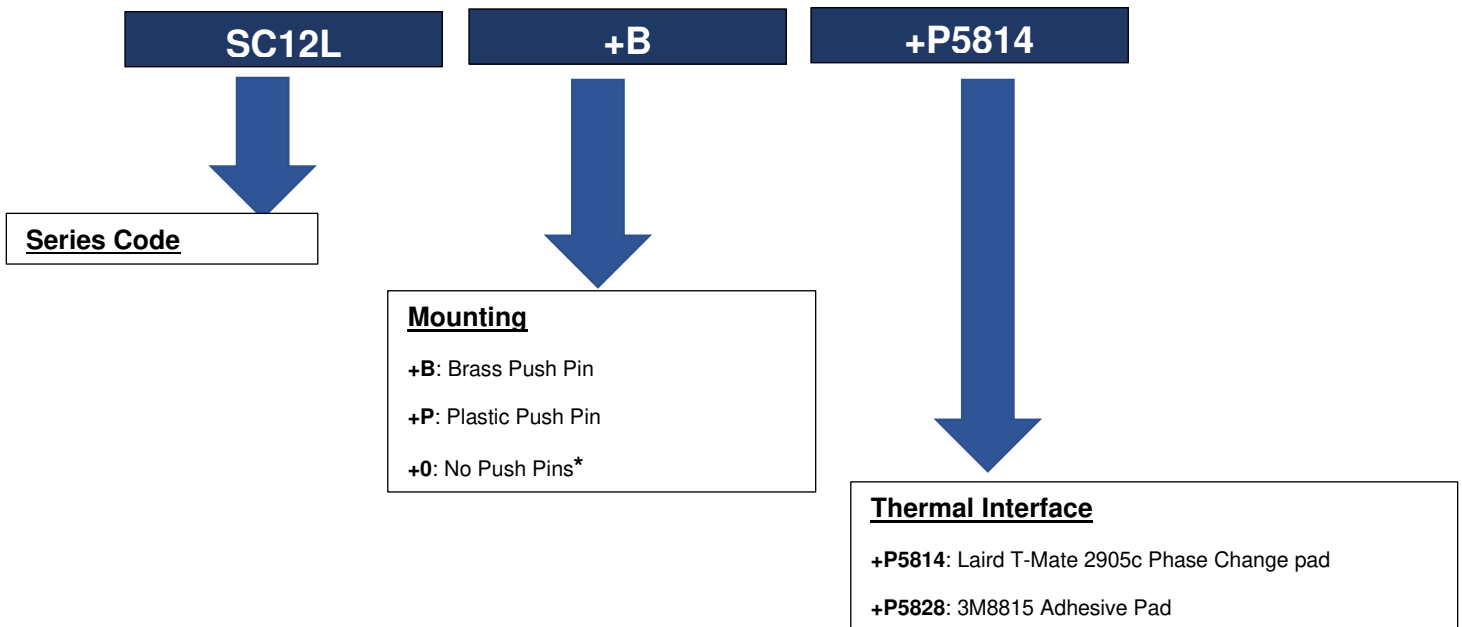 SC12L
+B
+P5814
Series Code
Mounting
+B: Brass Push Pin
+P: Plastic Push Pin
+0: No Push Pins*
Thermal Interface
+P5814: Laird T-Mate 2905c Phase Change pad
+P5828: 3M8815 Adhesive Pad